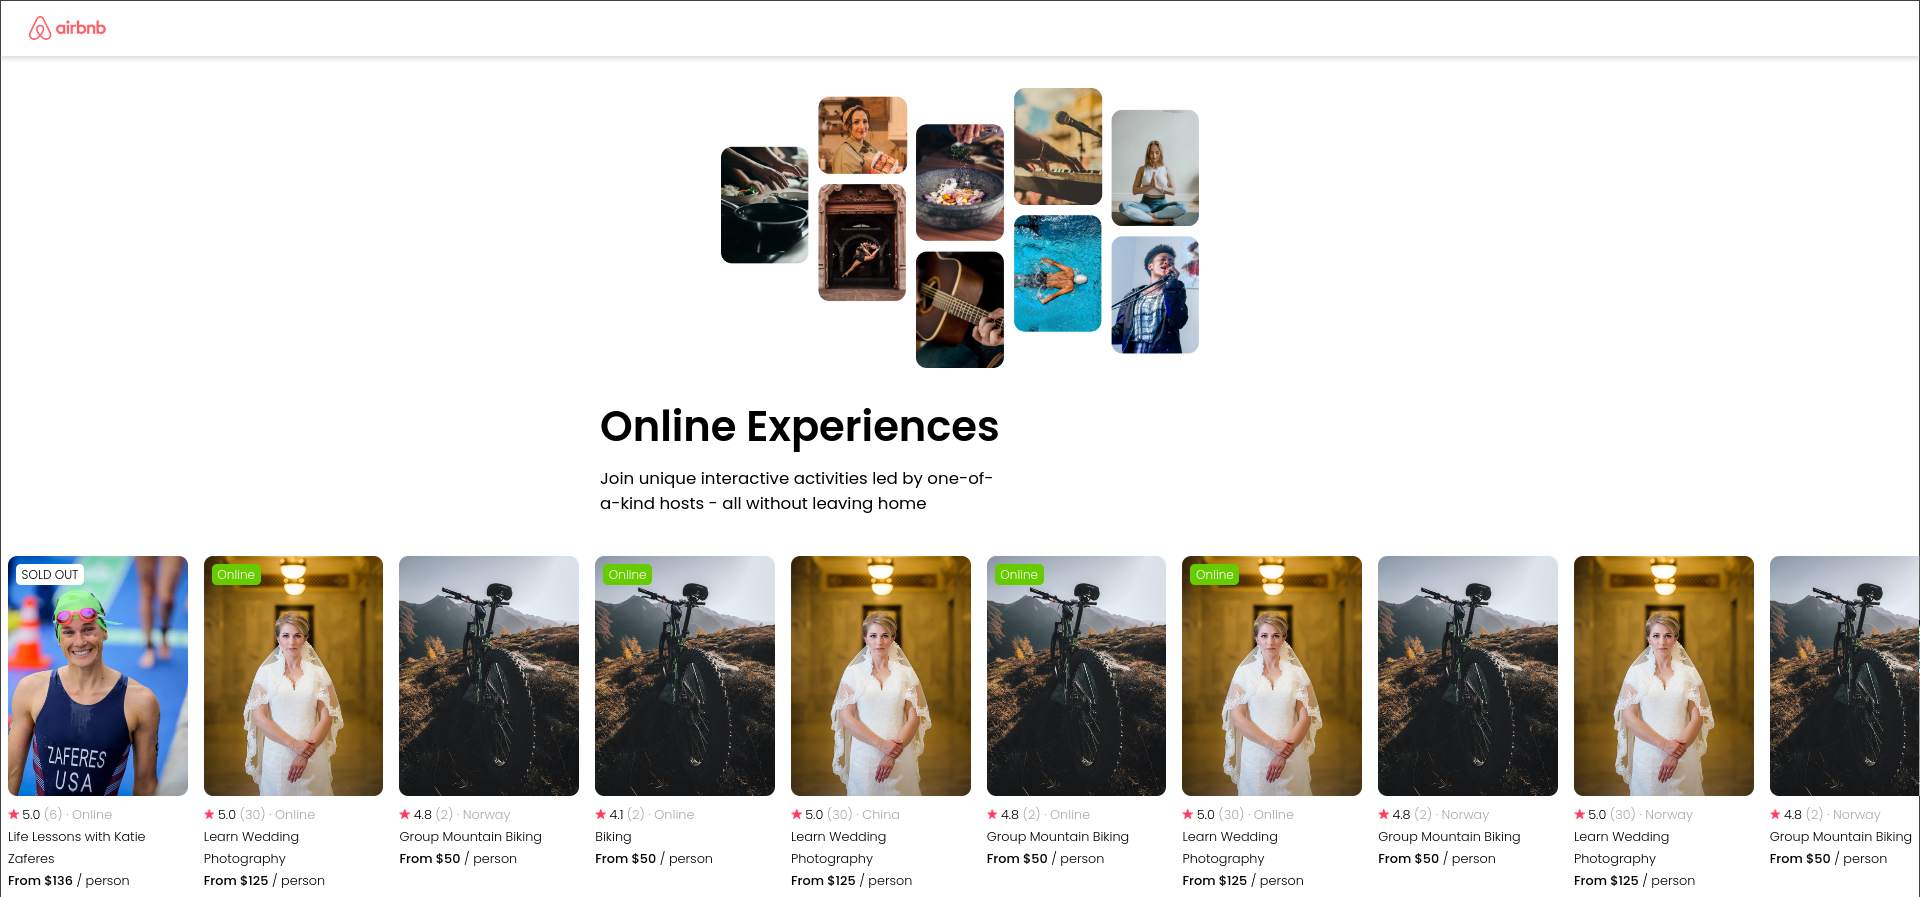 airbnb
Online Experiences
Join unique interactive activities led by one-of-
a-kind hosts - all without leaving home
SOLD OUT
ZAFERES
USA
5.0 (6) · Online
Life Lessons with Katie
Zaferes
From $136 / person
Online
5.0 (30) · Online
Learn Wedding
Photography
From $125 / person
4.8 (2) · Norway
Group Mountain Biking
From $50 / person
Online
4.1 (2) · Online
Biking
From $50 / person
5.0 (30) · China
Learn Wedding
Photography
From $125 / person
Online
4.8 (2) · Online
Group Mountain Biking
From $50 / person
Online
5.0 (30) · Online
Learn Wedding
Photography
From $125 / person
4.8 (2) · Norway
Group Mountain Biking
From $50 / person
5.0 (30) · Norway
Learn Wedding
Photography
From $125 / person
4.8 (2) · Norway
Group Mountain Biking
From $50 / person